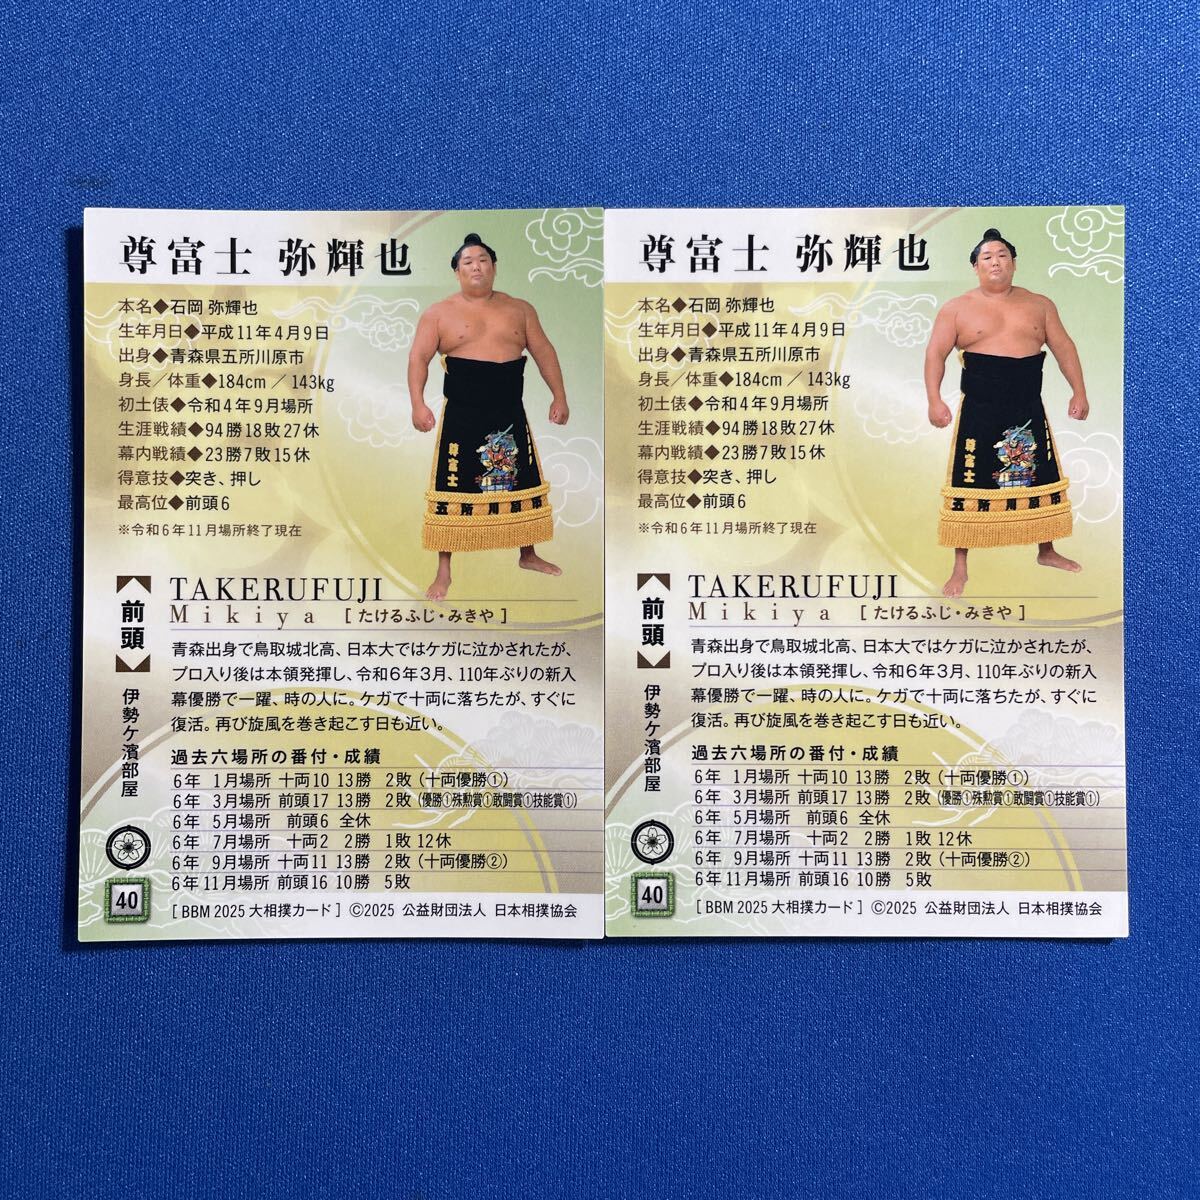 尊富士 弥輝也
本名◆石岡 弥輝也
生年月日◆平成11年4月9日
出身◆青森県五所川原市
身長／体重◆184cm ／ 143kg
初土俵◆令和4年9月場所
生涯戦績◆94勝18敗27休
幕内戦績◆23勝7敗15休
得意技◆突き、押し
最高位◆前頭6
※令和6年11月場所終了現在
尊富士
五所川原市
前頭
伊勢ケ濱部屋
TAKERUFUJI
Mikiya [ たけるふじ・みきや ]
青森出身で鳥取城北高、日本大ではケガに泣かされたが、
プロ入り後は本領発揮し、令和6年3月、110年ぶりの新入
幕優勝で一躍、時の人に。ケガで十両に落ちたが、すぐに
復活。再び旋風を巻き起こす日も近い。
過去六場所の番付・成績
6年 1月場所 十両10 13勝 2敗 (十両優勝①)
6年 3月場所 前頭17 13勝 2敗 (優勝①殊勲賞①敢闘賞①技能賞①)
6年 5月場所 前頭6 全休
6年 7月場所 十両2 2勝 1敗 12休
6年 9月場所 十両11 13勝 2敗 (十両優勝②)
6年 11月場所 前頭16 10勝 5敗
40
[ BBM 2025 大相撲カード ] ©2025 公益財団法人 日本相撲協会
尊富士 弥輝也
本名◆石岡 弥輝也
生年月日◆平成11年4月9日
出身◆青森県五所川原市
身長／体重◆184cm ／ 143kg
初土俵◆令和4年9月場所
生涯戦績◆94勝18敗27休
幕内戦績◆23勝7敗15休
得意技◆突き、押し
最高位◆前頭6
※令和6年11月場所終了現在
尊富士
五所川原市
前頭
伊勢ケ濱部屋
TAKERUFUJI
Mikiya [ たけるふじ・みきや ]
青森出身で鳥取城北高、日本大ではケガに泣かされたが、
プロ入り後は本領発揮し、令和6年3月、110年ぶりの新入
幕優勝で一躍、時の人に。ケガで十両に落ちたが、すぐに
復活。再び旋風を巻き起こす日も近い。
過去六場所の番付・成績
6年 1月場所 十両10 13勝 2敗 (十両優勝①)
6年 3月場所 前頭17 13勝 2敗 (優勝①殊勲賞①敢闘賞①技能賞①)
6年 5月場所 前頭6 全休
6年 7月場所 十両2 2勝 1敗 12休
6年 9月場所 十両11 13勝 2敗 (十両優勝②)
6年 11月場所 前頭16 10勝 5敗
40
[ BBM 2025 大相撲カード ] ©2025 公益財団法人 日本相撲協会